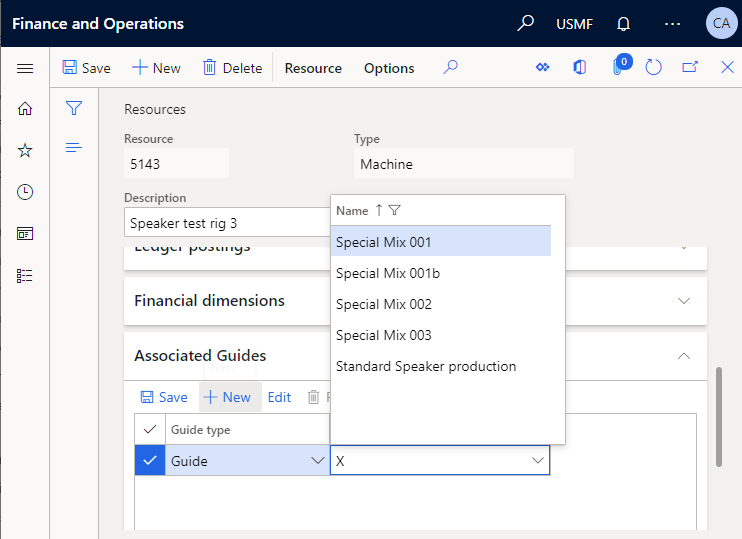 Finance and Operations
USMF
...
CA
Save
New
Delete
Resource
Options
0
Resources
Resource
Type
5143
Machine
Description
Speaker test rig 3
Name
Special Mix 001
Special Mix 001b
Special Mix 002
Special Mix 003
Standard Speaker production
Ledger postings
Financial dimensions
Associated Guides
Save
New
Edit
Guide type
Guide
X